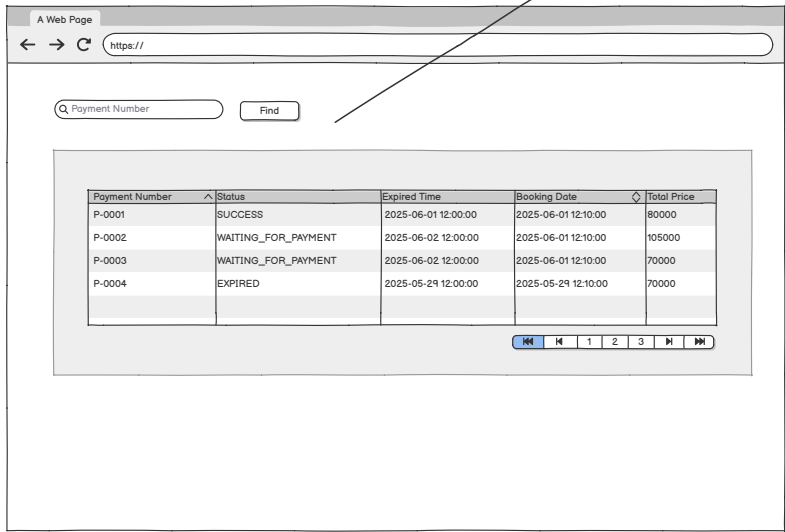 A Web Page
https://
Payment Number
Find
Payment Number Status Expired Time Booking Date Total Price
P-0001 SUCCESS 2025-06-01 12:00:00 2025-06-01 12:10:00 80000
P-0002 WAITING_FOR_PAYMENT 2025-06-02 12:00:00 2025-06-01 12:10:00 105000
P-0003 WAITING_FOR_PAYMENT 2025-06-02 12:00:00 2025-06-01 12:10:00 70000
P-0004 EXPIRED 2025-05-29 12:00:00 2025-05-29 12:10:00 70000
1 2 3